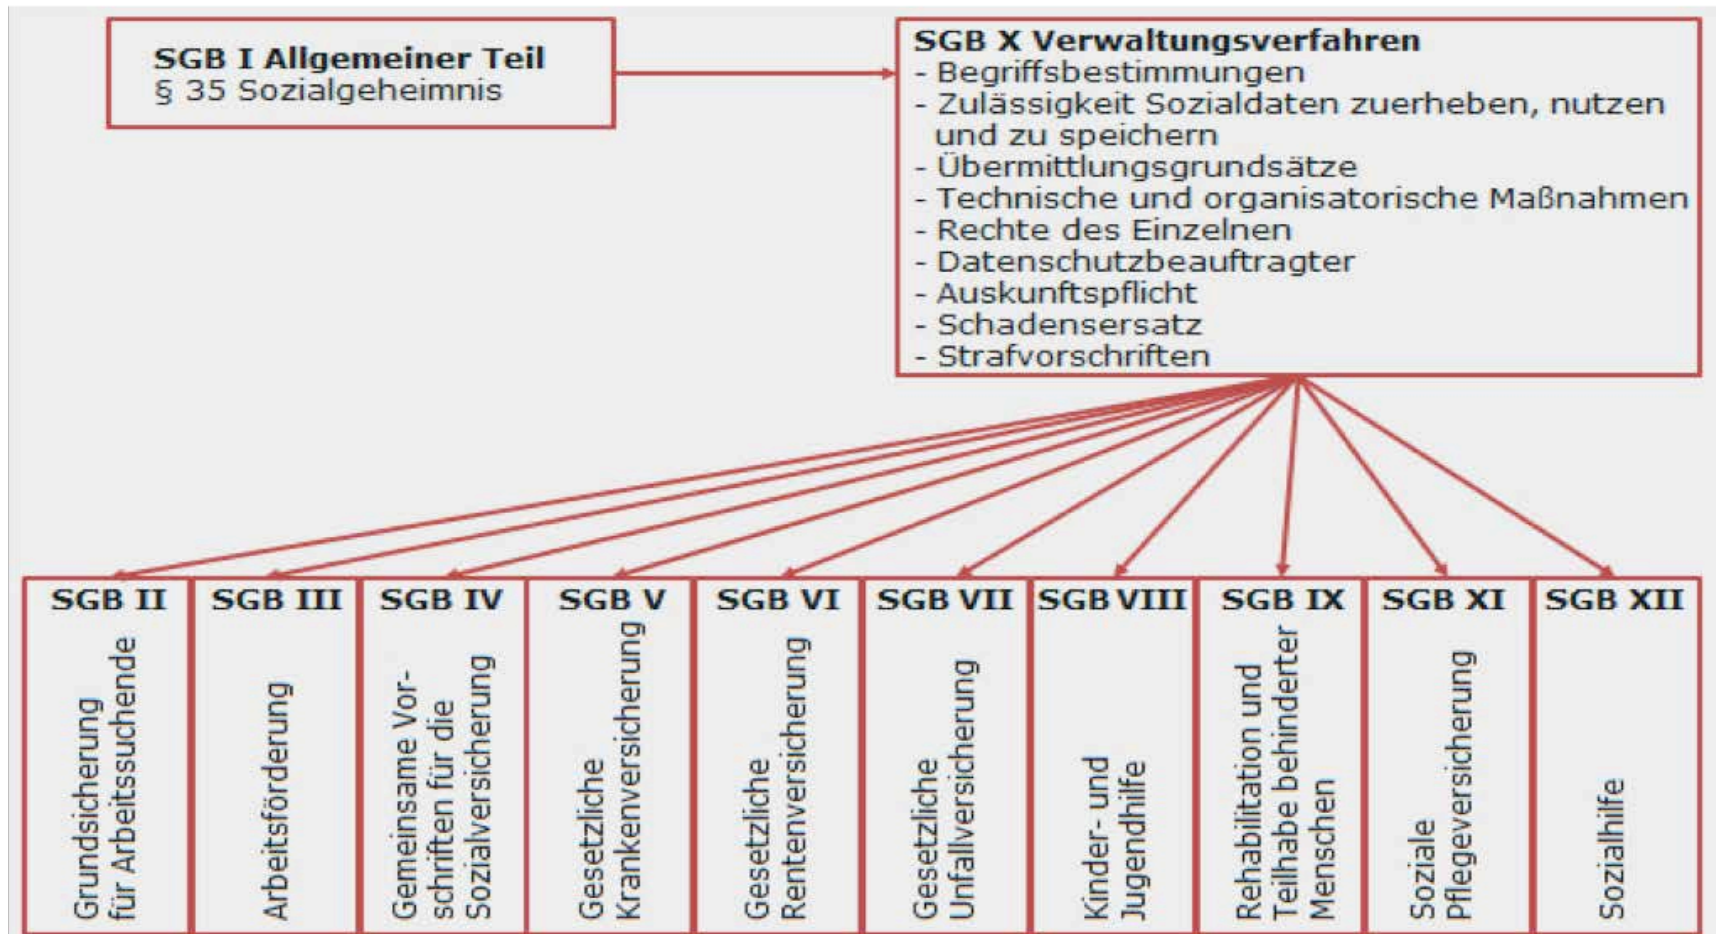 SGB I Allgemeiner Teil
§ 35 Sozialgeheimnis
SGB X Verwaltungsverfahren
- Begriffsbestimmungen
- Zulässigkeit Sozialdaten zuerheben, nutzen
und zu speichern
- Übermittlungsgrundsätze
- Technische und organisatorische Maßnahmen
- Rechte des Einzelnen
- Datenschutzbeauftragter
- Auskunftspflicht
- Schadensersatz
- Strafvorschriften
SGB II
Grundsicherung
für Arbeitssuchende
SGB III
Arbeitsförderung
SGB IV
Gemeinsame Vor-
schriften für die
Sozialversicherung
SGB V
Gesetzliche
Krankenversicherung
SGB VI
Gesetzliche
Rentenversicherung
SGB VII
Gesetzliche
Unfallversicherung
SGB VIII
Kinder- und
Jugendhilfe
SGB IX
Rehabilitation und
Teilhabe behinderter
Menschen
SGB XI
Soziale
Pflegeversicherung
SGB XII
Sozialhilfe